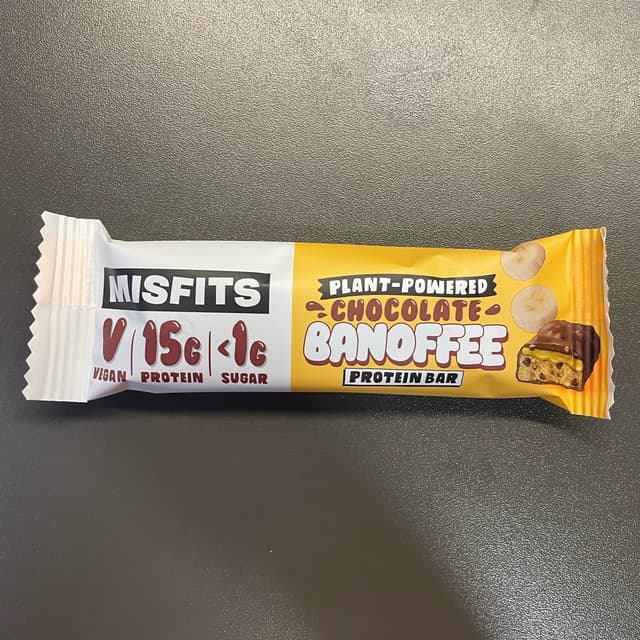 MISFITS
V 15G <1G
VEGAN PROTEIN SUGAR
PLANT-POWERED
CHOCOLATE
BANOFFEE
PROTEIN BAR